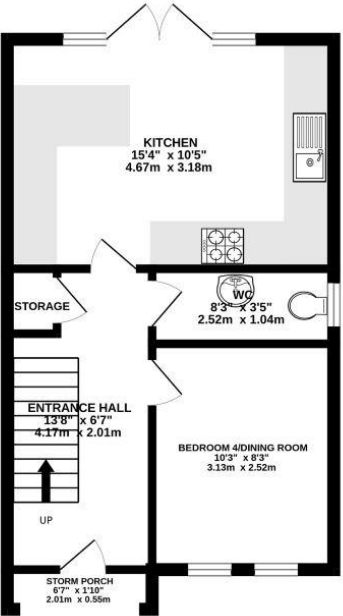 KITCHEN
15'4" x 10'5"
4.67m x 3.18m
STORAGE
WC
8'3" x 3'5"
2.52m x 1.04m
ENTRANCE HALL
13'8" x 6'7"
4.17m x 2.01m
BEDROOM 4/DINING ROOM
10'3" x 8'3"
3.13m x 2.52m
UP
STORM PORCH
6'7" x 1'10"
2.01m x 0.55m